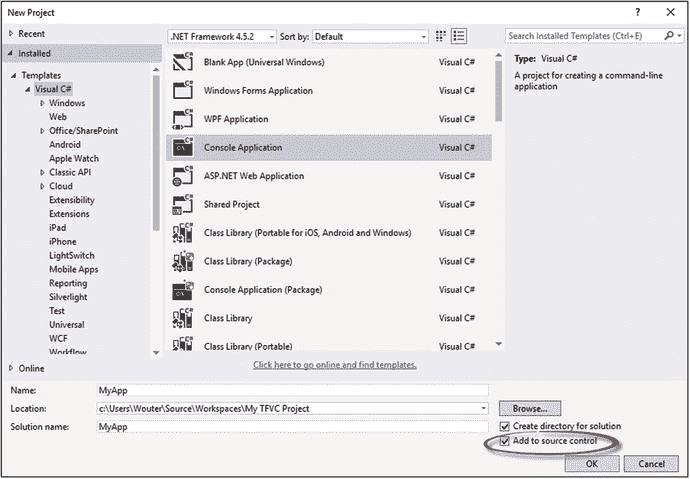 New Project
? ×
Recent
.NET Framework 4.5.2
Sort by:
Default
Search Installed Templates (Ctrl+E)
Installed
Templates
Visual C#
Windows
Web
Office/SharePoint
Android
Apple Watch
Classic API
Cloud
Extensibility
Extensions
iPad
iPhone
LightSwitch
Mobile Apps
Reporting
Silverlight
Test
Universal
WCF
Workflow
Online
Blank App (Universal Windows) Visual C#
Windows Forms Application Visual C#
WPF Application Visual C#
Console Application Visual C#
ASP.NET Web Application Visual C#
Shared Project Visual C#
Class Library (Portable for iOS, Android and Windows) Visual C#
Class Library (Package) Visual C#
Console Application (Package) Visual C#
Class Library Visual C#
Class Library (Portable) Visual C#
Click here to go online and find templates.
Type: Visual C#
A project for creating a command-line
application
Name: MyApp
Location: c:\Users\Wouter\Source\Workspaces\My TFVC Project
Browse...
Solution name: MyApp
Create directory for solution
Add to source control
OK Cancel